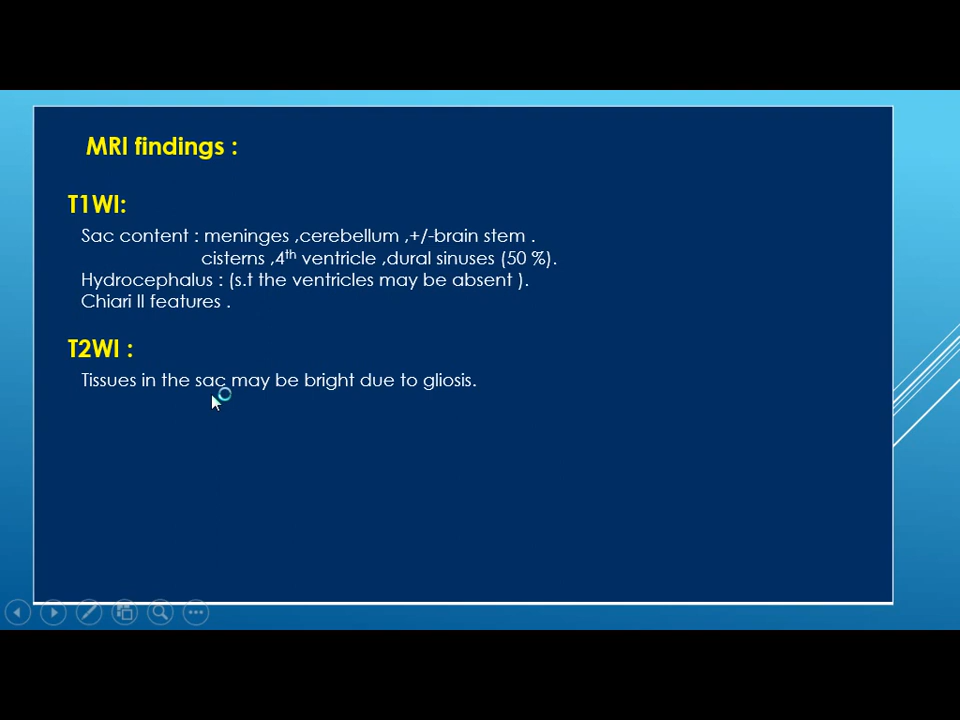 MRI findings :
T1WI:
Sac content : meninges ,cerebellum ,+/-brain stem .
cisterns ,4th ventricle ,dural sinuses (50 %).
Hydrocephalus : (s.t the ventricles may be absent ).
Chiari II features .
T2WI :
Tissues in the sac may be bright due to gliosis.